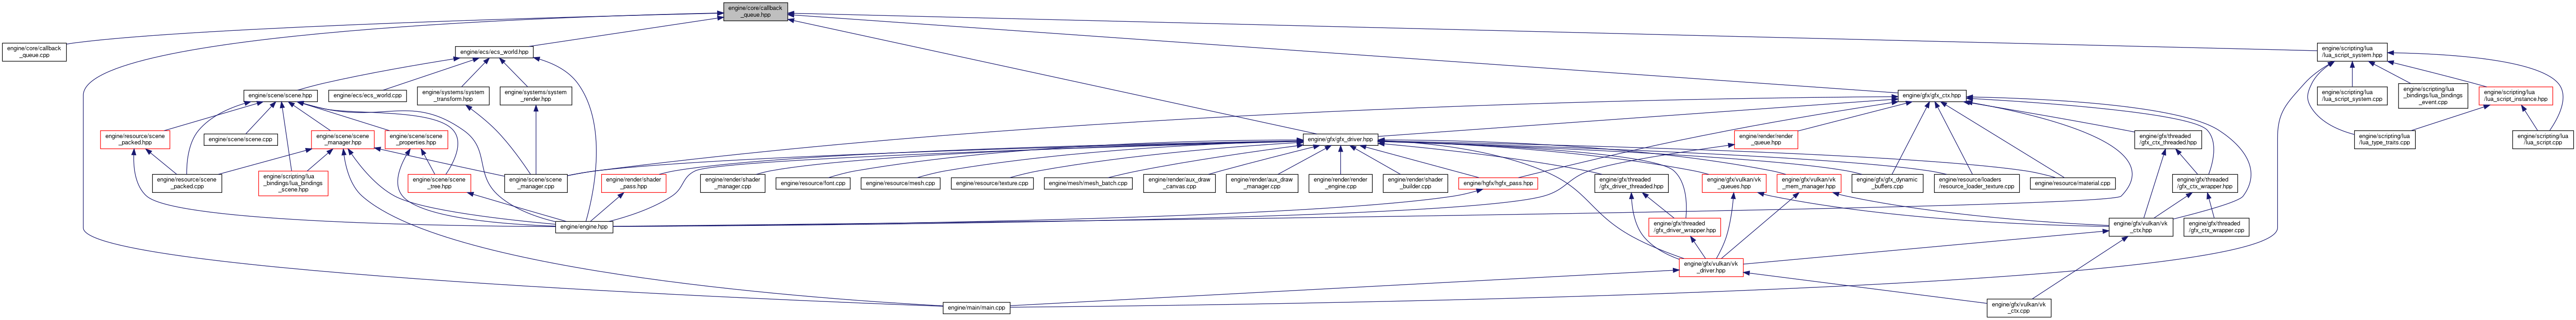 engine/core/callback
_queue.hpp
engine/core/callback
_queue.cpp
engine/ecs/ecs_world.hpp
engine/scripting/lua
/lua_script_system.hpp
engine/scene/scene.hpp
engine/ecs/ecs_world.cpp
engine/systems/system
_transform.hpp
engine/systems/system
_render.hpp
engine/gfx/gfx_ctx.hpp
engine/scripting/lua
/lua_script_system.cpp
engine/scripting/lua
_bindings/lua_bindings
_event.cpp
engine/scripting/lua
/lua_script_instance.hpp
engine/resource/scene
_packed.hpp
engine/scene/scene.cpp
engine/scene/scene
_manager.hpp
engine/scene/scene
_properties.hpp
engine/gfx/gfx_driver.hpp
engine/render/render
_queue.hpp
engine/gfx/threaded
/gfx_ctx_threaded.hpp
engine/scripting/lua
/lua_type_traits.cpp
engine/scripting/lua
/lua_script.cpp
engine/resource/scene
_packed.cpp
engine/scripting/lua
_bindings/lua_bindings
_scene.hpp
engine/scene/scene
_tree.hpp
engine/scene/scene
_manager.cpp
engine/render/shader
_pass.hpp
engine/render/shader
_manager.cpp
engine/resource/font.cpp
engine/resource/mesh.cpp
engine/resource/texture.cpp
engine/mesh/mesh_batch.cpp
engine/render/aux_draw
_canvas.cpp
engine/render/aux_draw
_manager.cpp
engine/render/render
_engine.cpp
engine/render/shader
_builder.cpp
engine/hgfx/hgfx_pass.hpp
engine/gfx/threaded
/gfx_driver_threaded.hpp
engine/gfx/vulkan/vk
_queues.hpp
engine/gfx/vulkan/vk
_mem_manager.hpp
engine/gfx/gfx_dynamic
_buffers.cpp
engine/resource/loaders
/resource_loader_texture.cpp
engine/resource/material.cpp
engine/gfx/threaded
/gfx_ctx_wrapper.hpp
engine/engine.hpp
engine/gfx/threaded
/gfx_driver_wrapper.hpp
engine/gfx/vulkan/vk
_ctx.hpp
engine/gfx/threaded
/gfx_ctx_wrapper.cpp
engine/gfx/vulkan/vk
_driver.hpp
engine/main/main.cpp
engine/gfx/vulkan/vk
_ctx.cpp